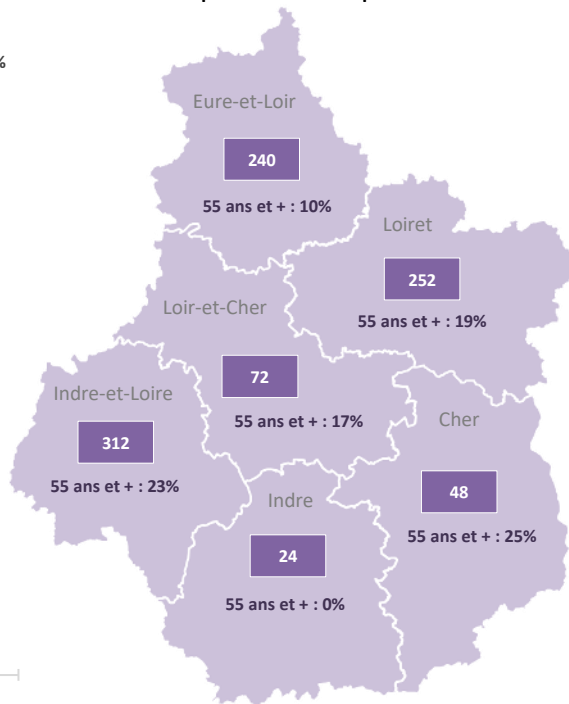 %
Eure-et-Loir
240
55 ans et + : 10%
Loiret
252
55 ans et + : 19%
Loir-et-Cher
72
55 ans et + : 17%
Indre-et-Loire
312
55 ans et + : 23%
Cher
48
55 ans et + : 25%
Indre
24
55 ans et + : 0%